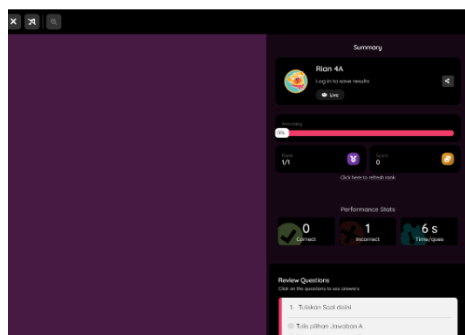 Summary
Rian 4A
Log in to save results
Live
Accuracy
0%
Rank
1/1
Score
0
Click here to refresh rank
Performance Stats
0
Correct
1
Incorrect
6 s
Time/ques
Review Questions
Click on the questions to see answers
1. Tuliskan Soal disini
Tulis pilihan Jawaban A